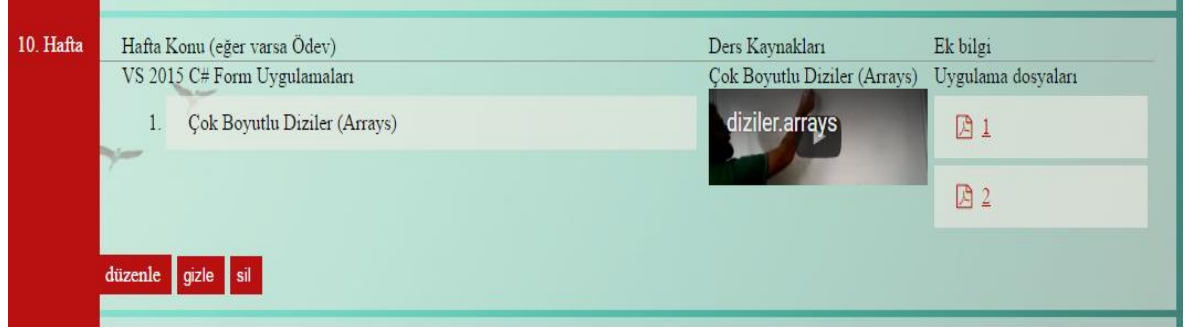 10. Hafta
Hafta Konu (eğer varsa Ödev) Ders Kaynakları Ek bilgi
VS 2015 C# Form Uygulamaları Çok Boyutlu Diziler (Arrays) Uygulama dosyaları
1. Çok Boyutlu Diziler (Arrays)
diziler.arrays
1
2
düzenle gizle sil